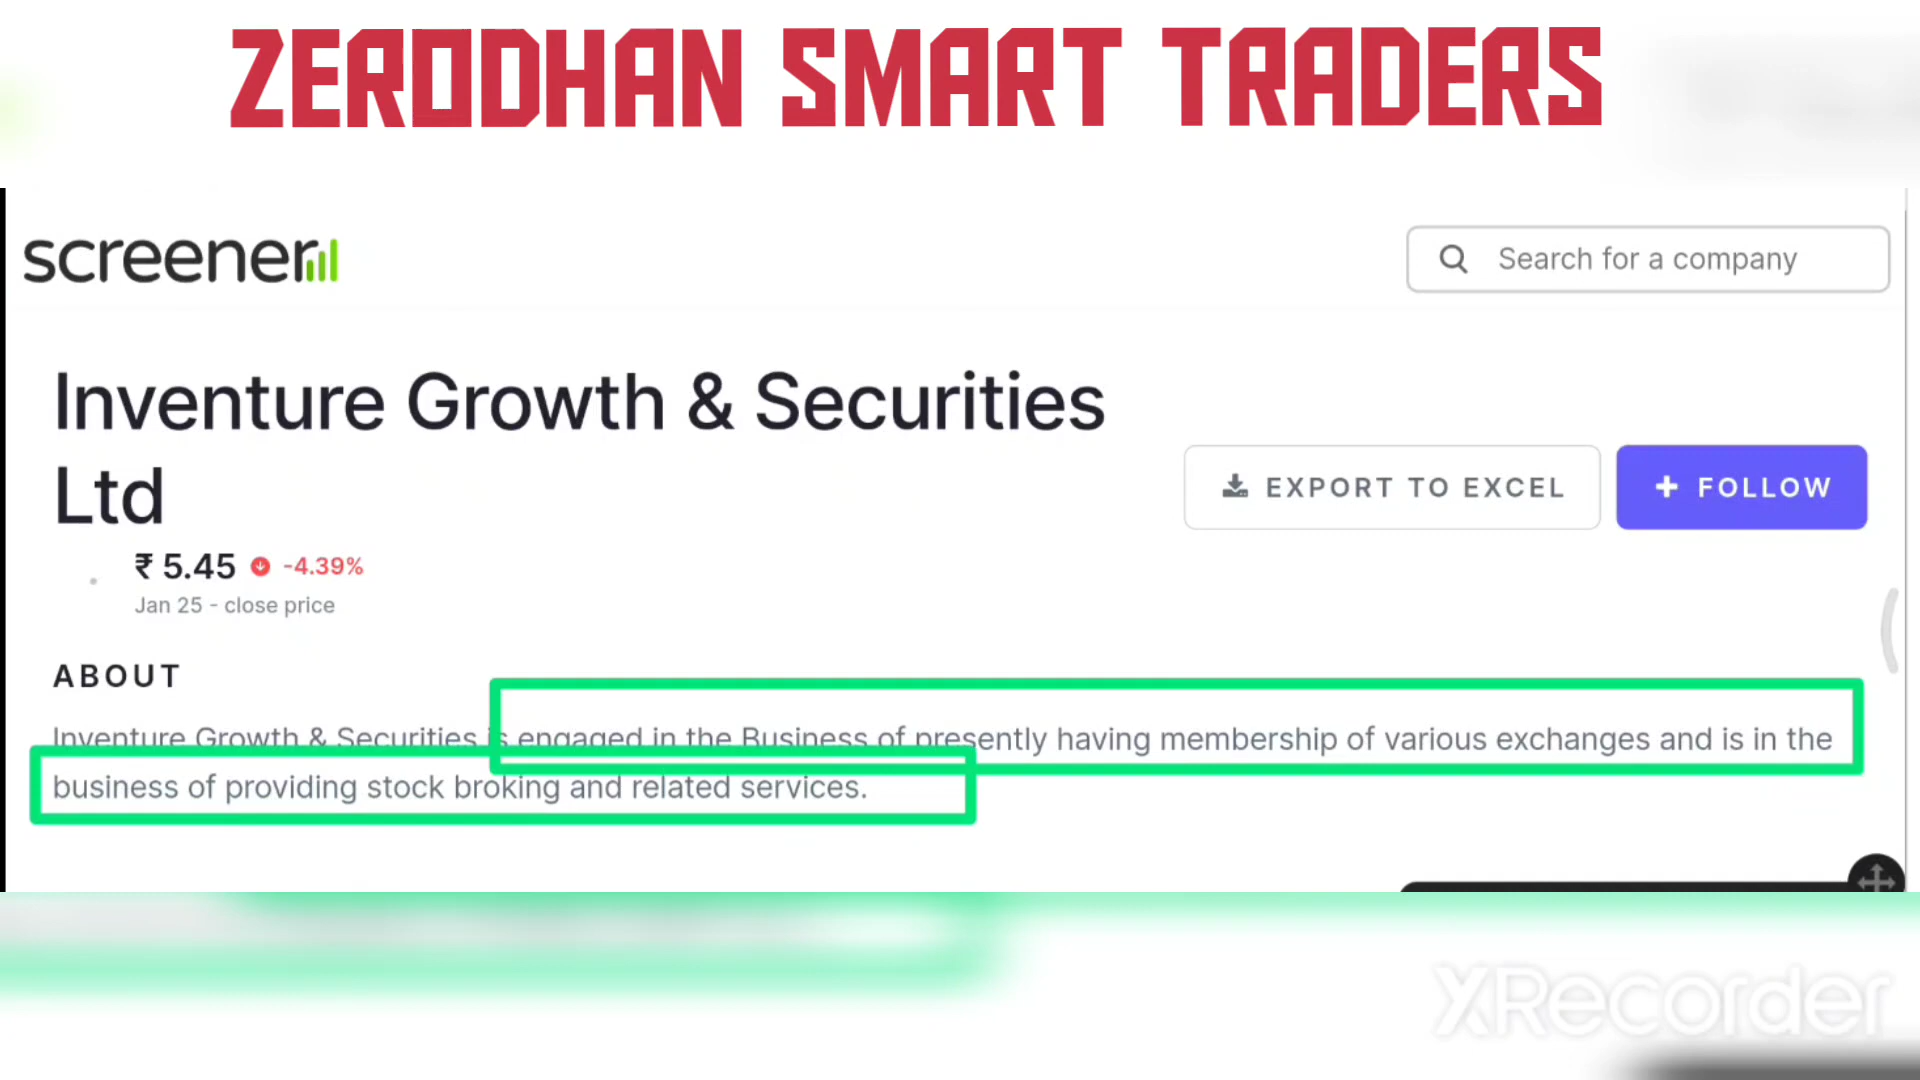 ZERODHAN SMART TRADERS
screener
Search for a company
Inventure Growth & Securities
Ltd
EXPORT TO EXCEL
+ FOLLOW
₹ 5.45 -4.39%
Jan 25 - close price
ABOUT
Inventure Growth & Securities is engaged in the Business of presently having membership of various exchanges and is in the
business of providing stock broking and related services.
XRecorder